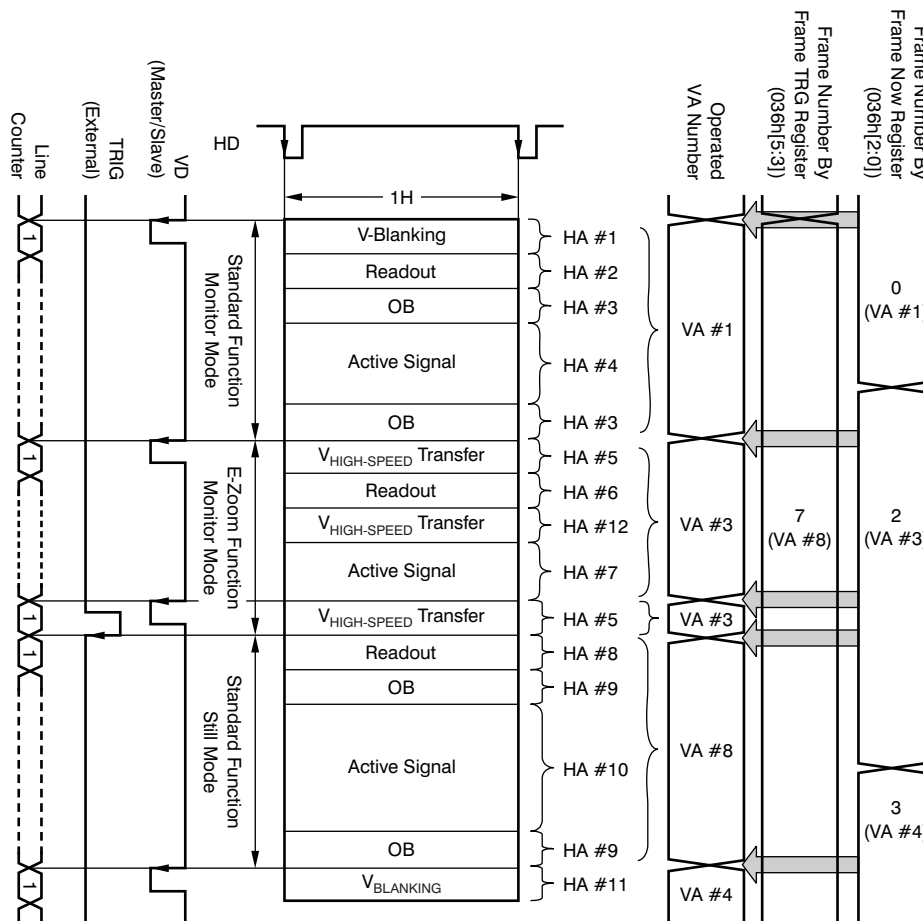 Line
Counter
TRIG
(External)
VD
(Master/Slave)
HD
1H
Operated
VA Number
Frame Number By
Frame TRG Register
(036h[5:3])
Frame Number By
Frame Now Register
(036h[2:0])
1
1
1
1
1
Standard Function
Monitor Mode
E-Zoom Function
Monitor Mode
Standard Function
Still Mode
V-Blanking
HA #1
Readout
HA #2
OB
HA #3
Active Signal
HA #4
OB
HA #3
VHIGH-SPEED Transfer
HA #5
Readout
HA #6
VHIGH-SPEED Transfer
HA #12
Active Signal
HA #7
VHIGH-SPEED Transfer
HA #5
Readout
HA #8
OB
HA #9
Active Signal
HA #10
OB
HA #9
VBLANKING
HA #11
VA #1
VA #3
VA #3
VA #8
VA #4
7
(VA #8)
0
(VA #1)
2
(VA #3)
3
(VA #4)